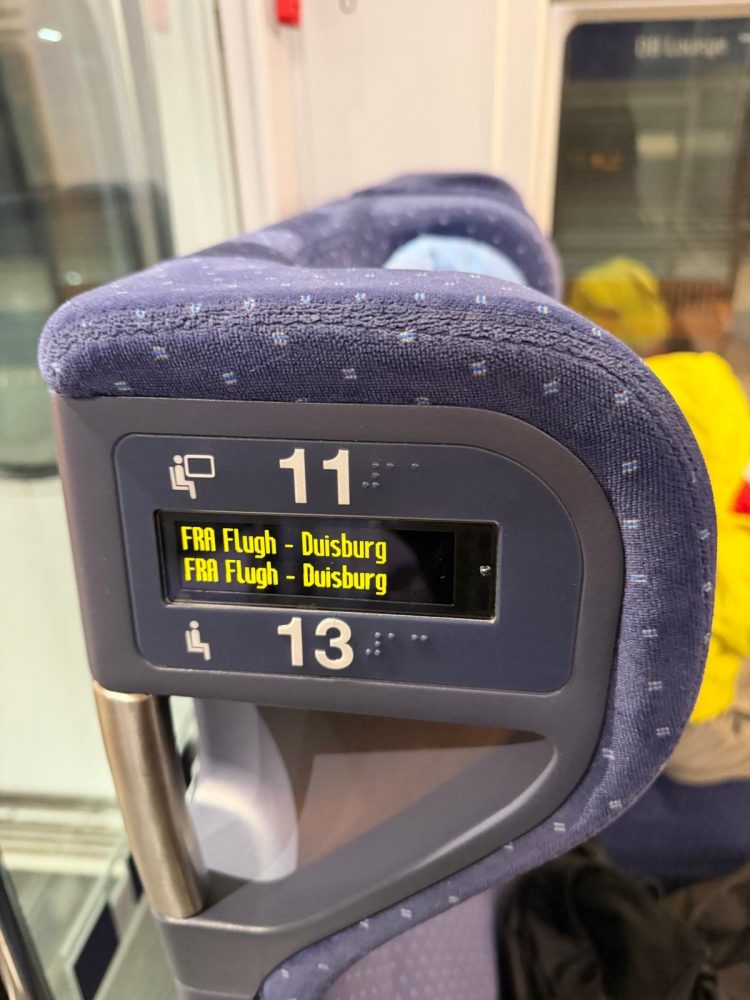 DB Lounge
11
FRA Flugh - Duisburg
FRA Flugh - Duisburg
13